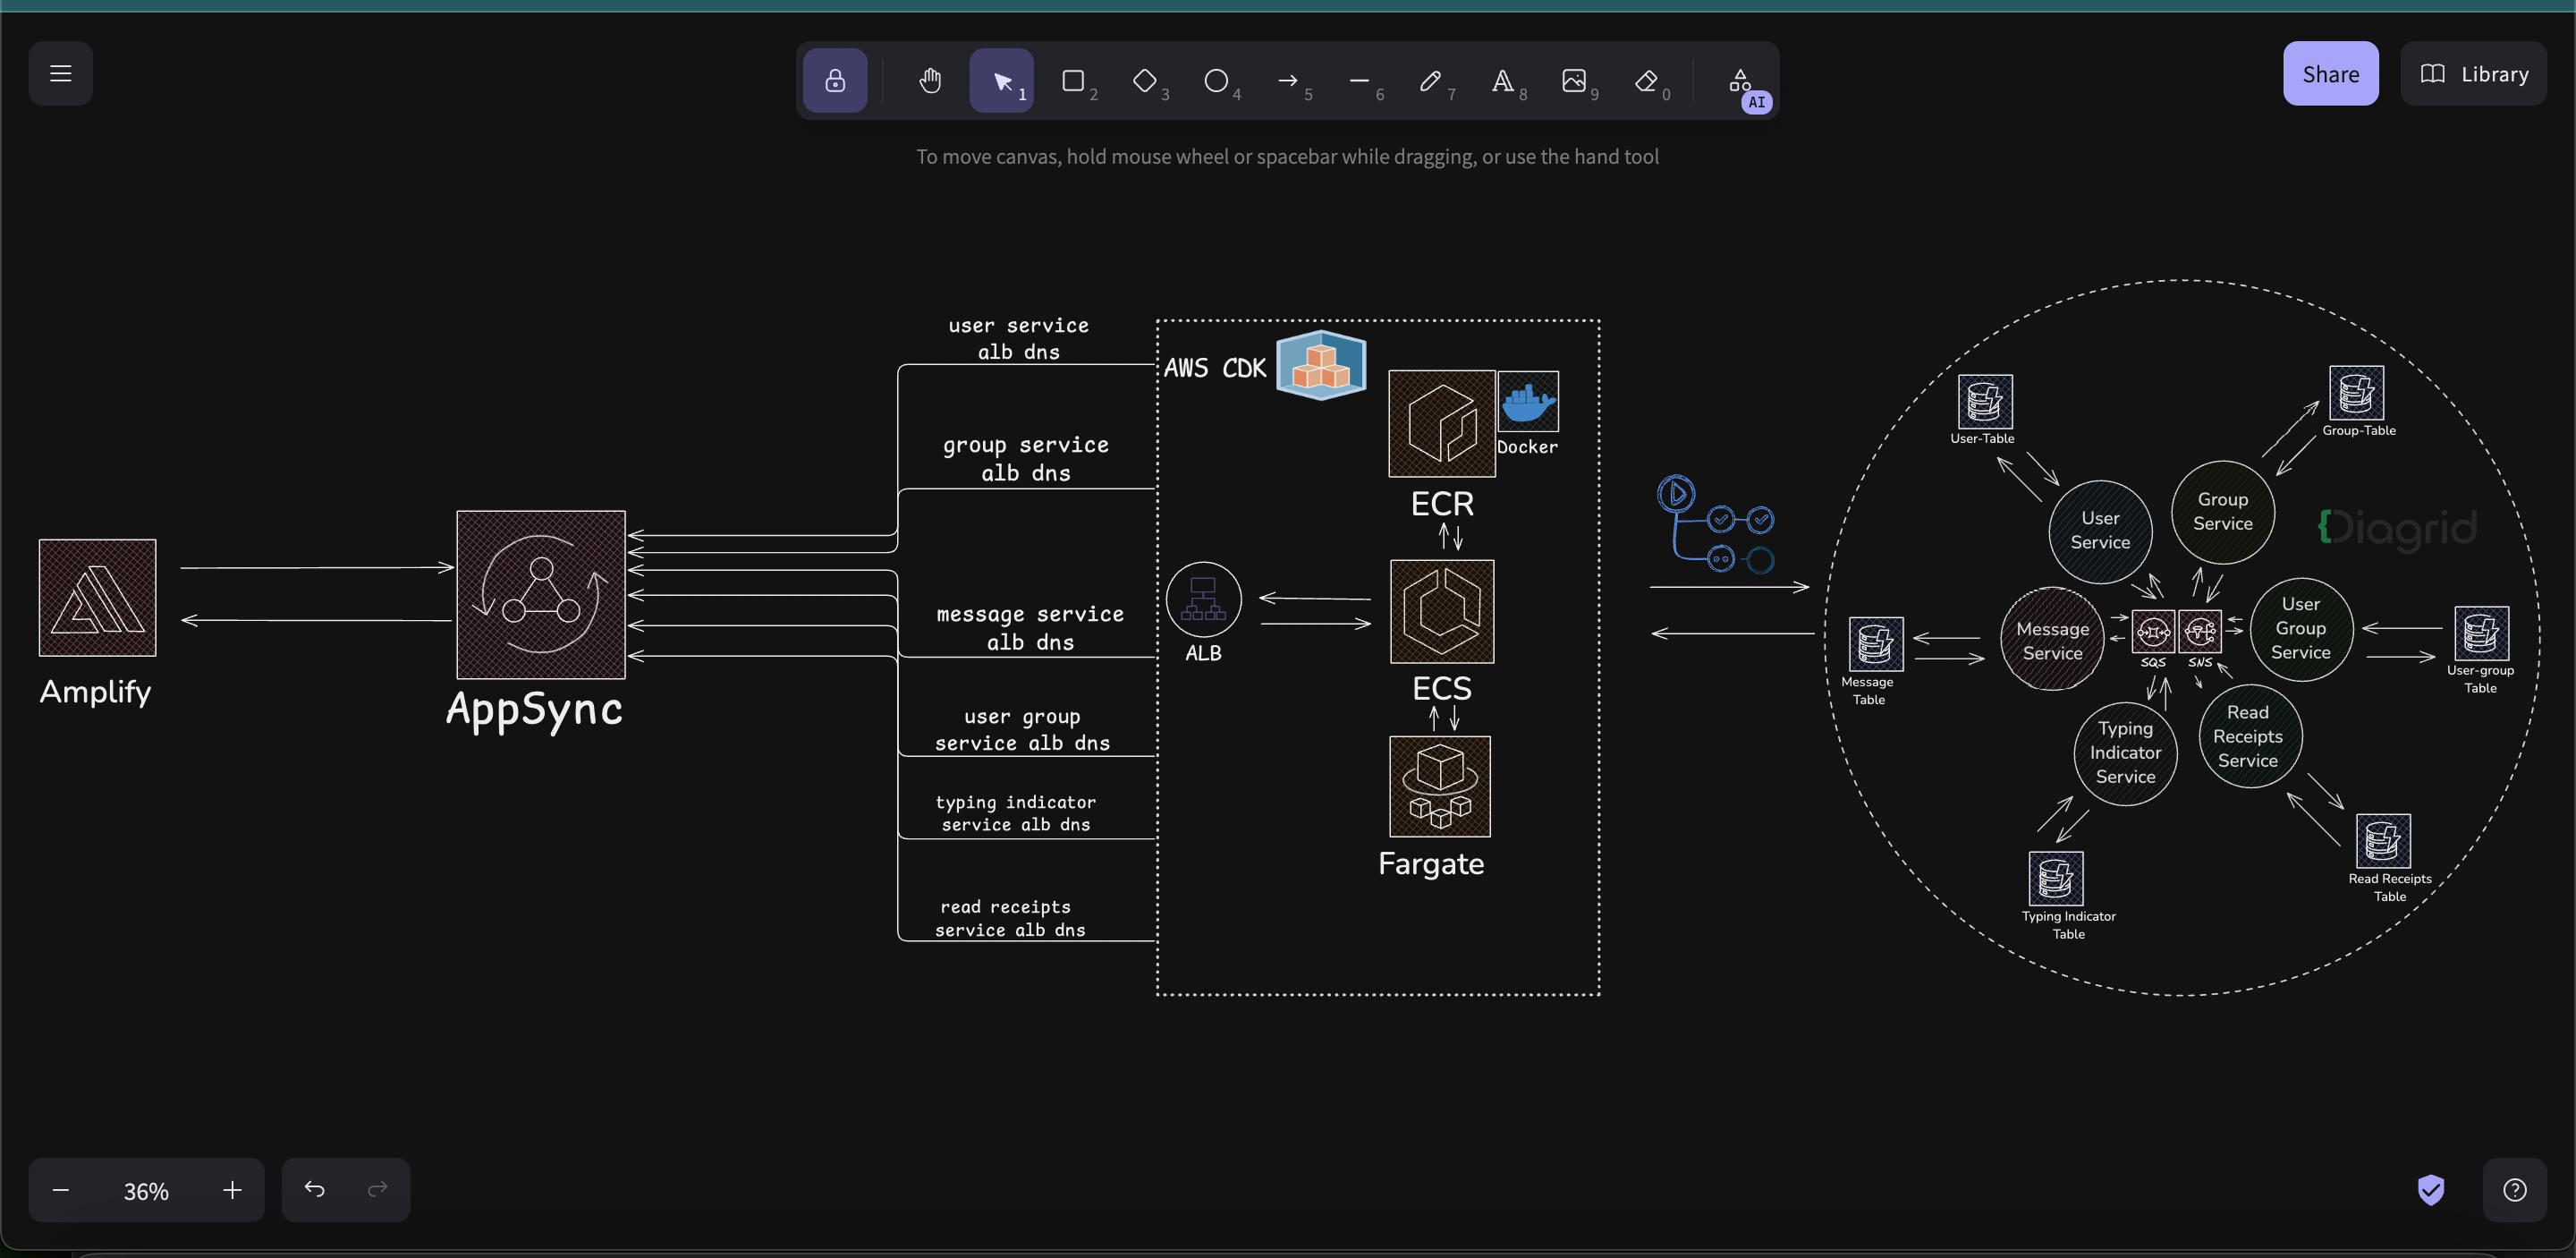 1
2
3
4
5
6
7
8
9
0
AI
Share
Library
To move canvas, hold mouse wheel or spacebar while dragging, or use the hand tool
Amplify
AppSync
user service
alb dns
group service
alb dns
message service
alb dns
user group
service alb dns
typing indicator
service alb dns
read receipts
service alb dns
AWS CDK
Docker
ECR
ALB
ECS
Fargate
User-Table
Group-Table
User
Service
Group
Service
Diagrid
Message
Service
SQS
SNS
User
Group
Service
Message
Table
User-group
Table
Typing
Indicator
Service
Read
Receipts
Service
Read Receipts
Table
Typing Indicator
Table
36%